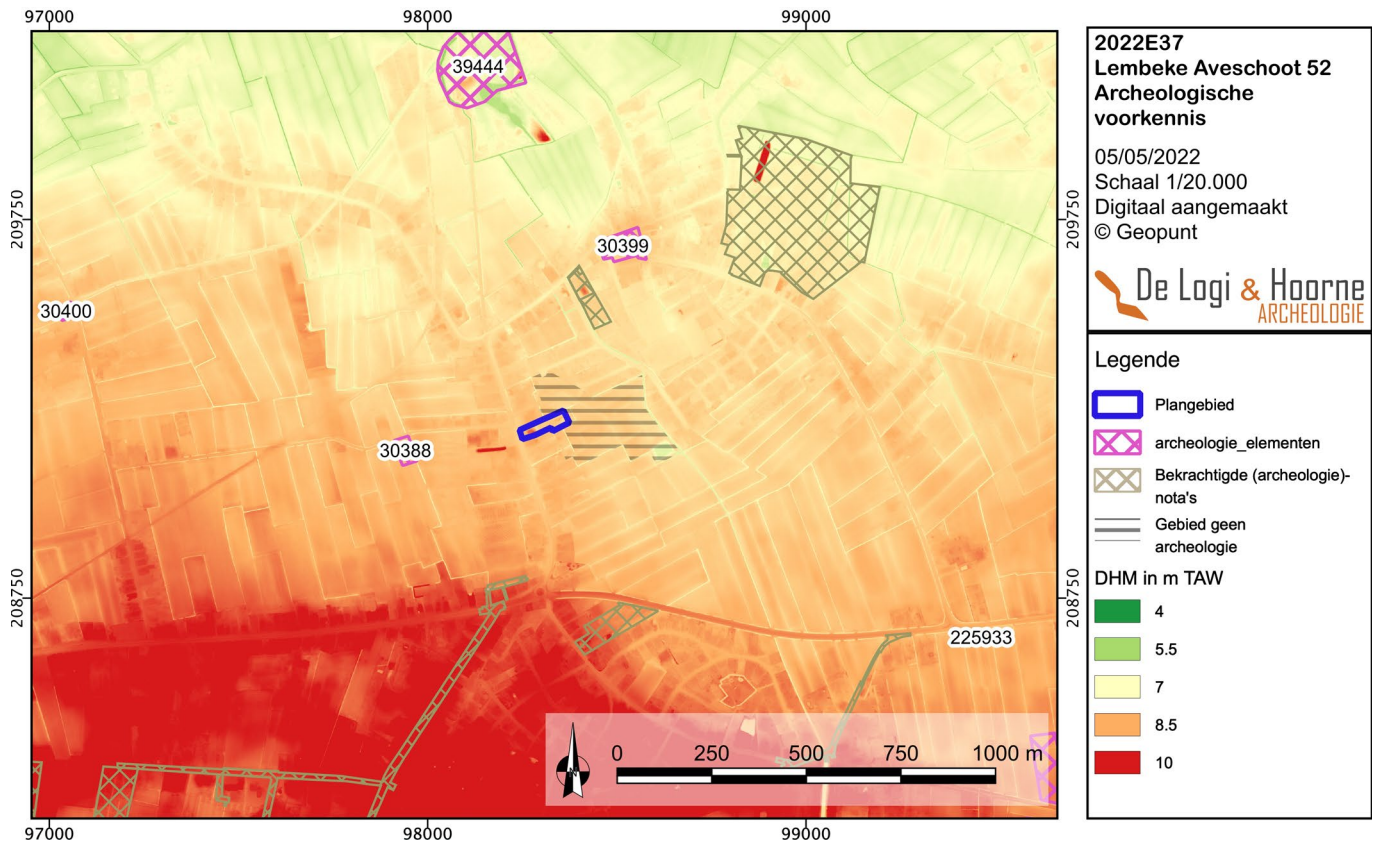 97000
98000
99000
39444
209750
30399
209750
30400
30388
208750
208750
225933
0
250
500
750
1000 m
N
97000
98000
99000
2022E37
Lembeke Aveschoot 52
Archeologische
voorkennis
05/05/2022
Schaal 1/20.000
Digitaal aangemaakt
© Geopunt
De Logi & Hoorne
ARCHEOLOGIE
Legende
Plangebied
archeologie_elementen
Bekrachtigde (archeologie)-
nota's
Gebied geen
archeologie
DHM in m TAW
4
5.5
7
8.5
10